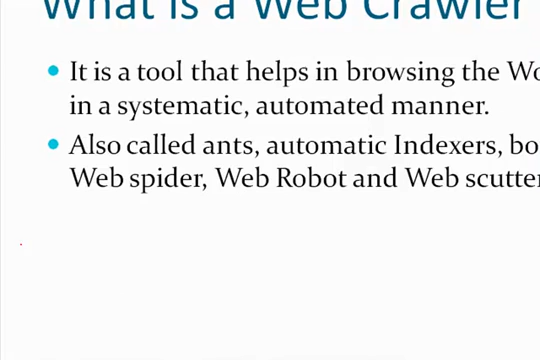 What is a Web Crawler
• It is a tool that helps in browsing the
in a systematic, automated manner.
• Also called ants, automatic Indexers,
Web spider, Web Robot and Web